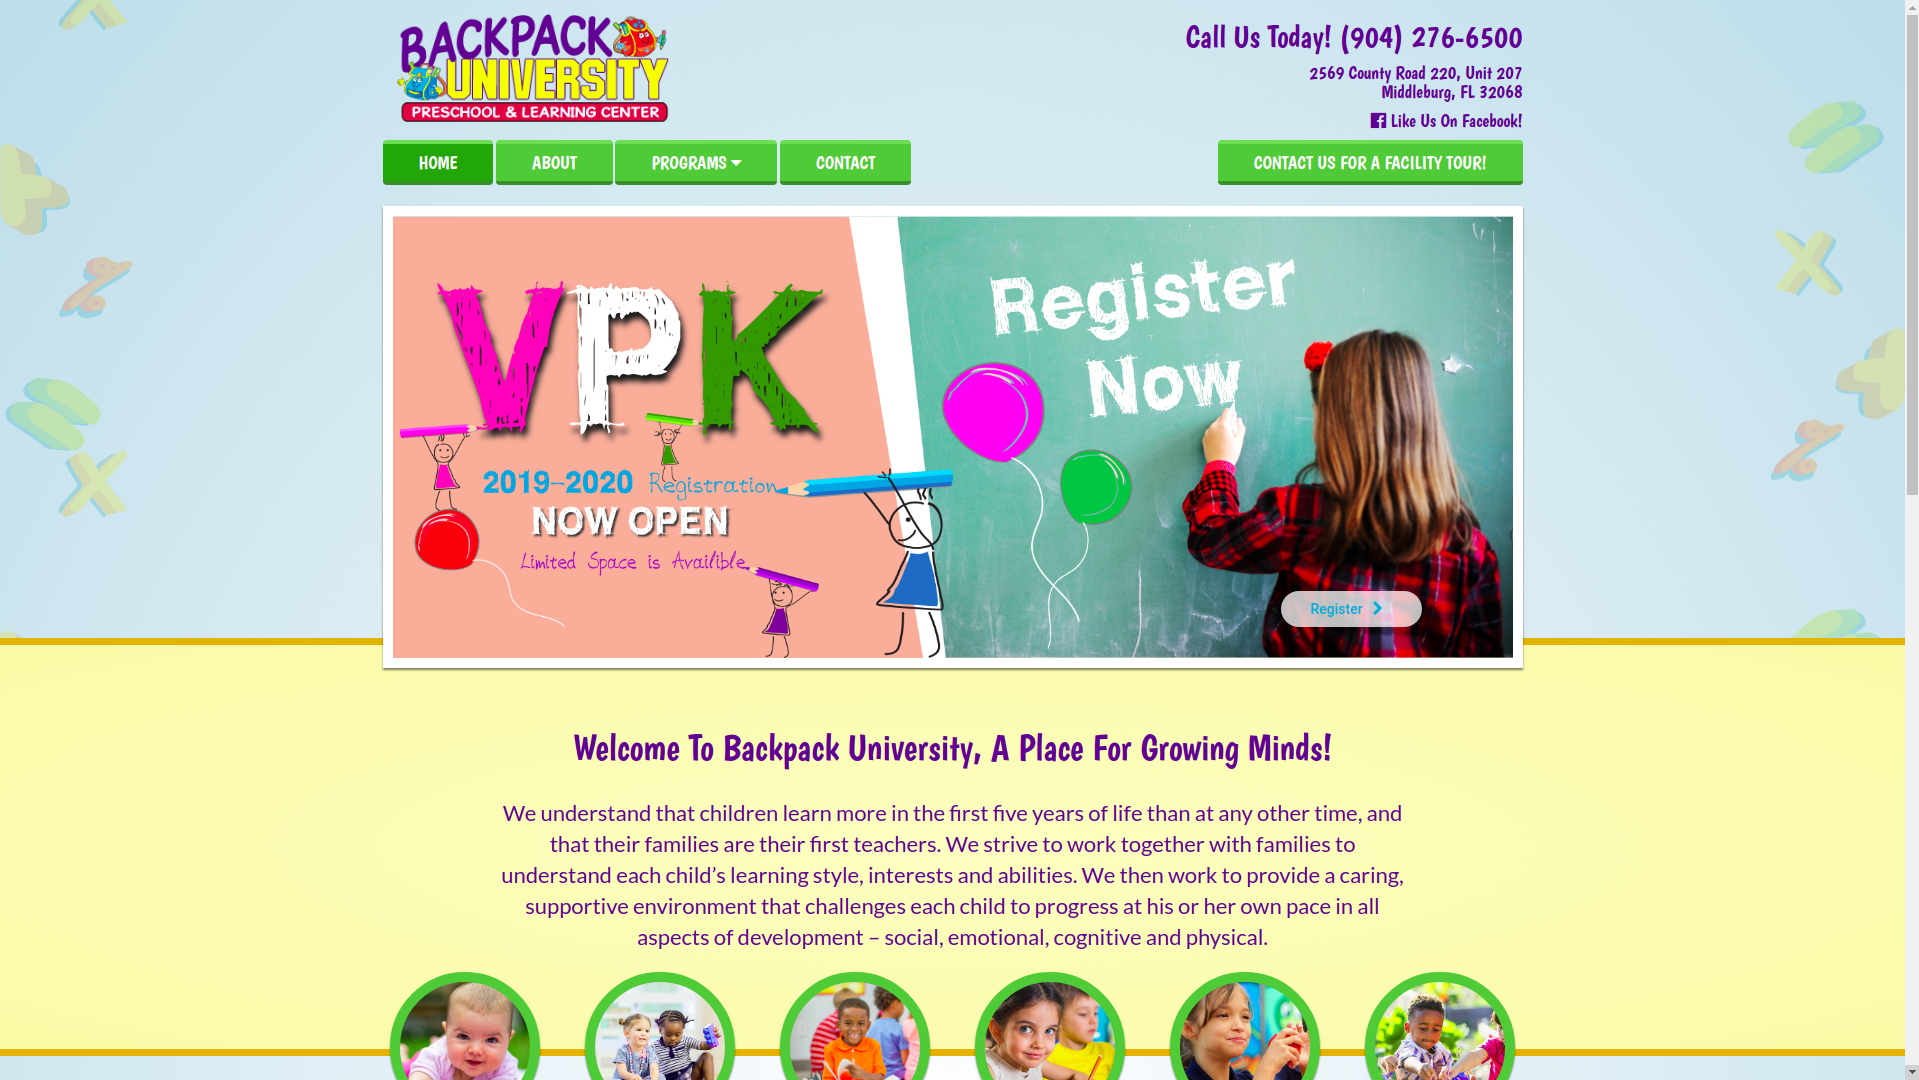 BACKPACK
UNIVERSITY
PRESCHOOL & LEARNING CENTER
Call Us Today! (904) 276-6500
2569 County Road 220, Unit 207
Middleburg, FL 32068
Like Us On Facebook!
HOME
ABOUT
PROGRAMS
CONTACT
CONTACT US FOR A FACILITY TOUR!
VPK
2019-2020 Registration
NOW OPEN
Limited Space is Availible
Register
Now
Register
Welcome To Backpack University, A Place For Growing Minds!
We understand that children learn more in the first five years of life than at any other time, and
that their families are their first teachers. We strive to work together with families to
understand each child’s learning style, interests and abilities. We then work to provide a caring,
supportive environment that challenges each child to progress at his or her own pace in all
aspects of development – social, emotional, cognitive and physical.